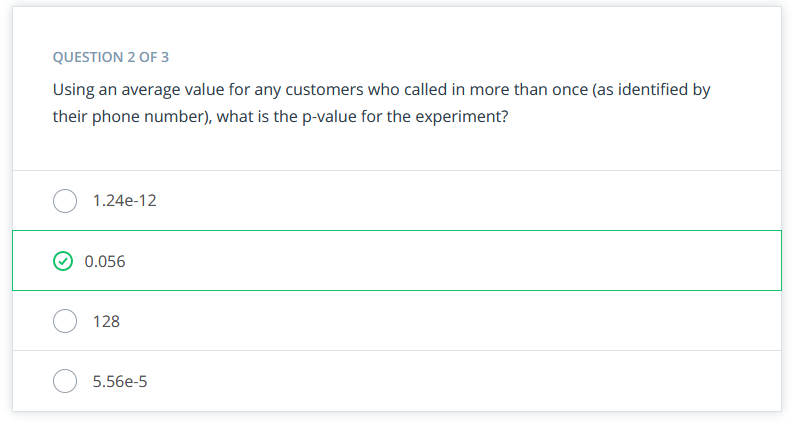 QUESTION 2 OF 3
Using an average value for any customers who called in more than once (as identified by
their phone number), what is the p-value for the experiment?
1.24e-12
0.056
128
5.56e-5